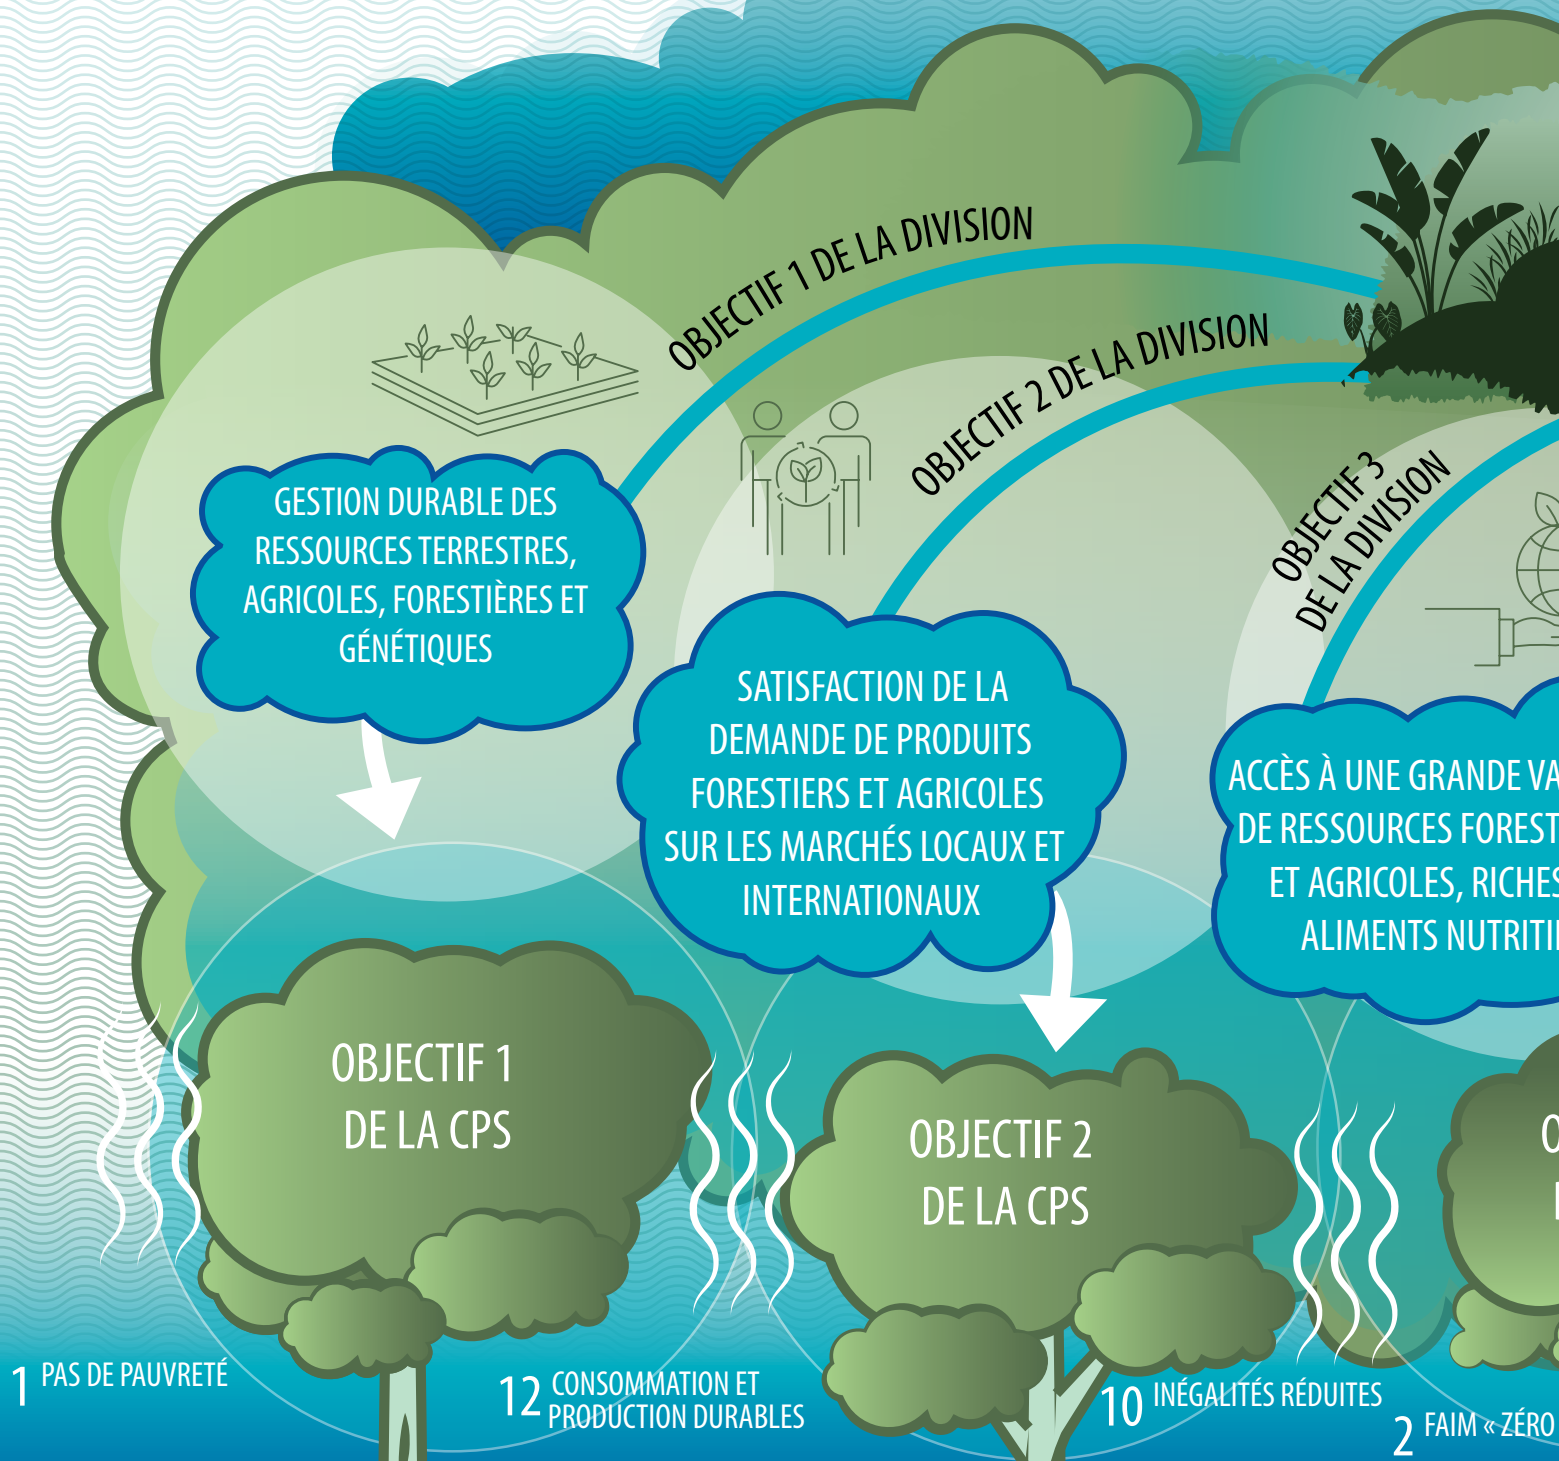 OBJECTIF 1 DE LA DIVISION
OBJECTIF 2 DE LA DIVISION
OBJECTIF 3
DE LA DIVISION
GESTION DURABLE DES
RESSOURCES TERRESTRES,
AGRICOLES, FORESTIÈRES ET
GÉNÉTIQUES
SATISFACTION DE LA
DEMANDE DE PRODUITS
FORESTIERS ET AGRICOLES
SUR LES MARCHÉS LOCAUX ET
INTERNATIONAUX
ACCÈS À UNE GRANDE
DE RESSOURCES
ET AGRICOLES,
ALIMENTS
OBJECTIF 1
DE LA CPS
OBJECTIF 2
DE LA CPS
1 PAS DE PAUVRETÉ
12 CONSOMMATION ET
PRODUCTION DURABLES
10 INÉGALITÉS RÉDUITES
2 FAIM « ZÉRO